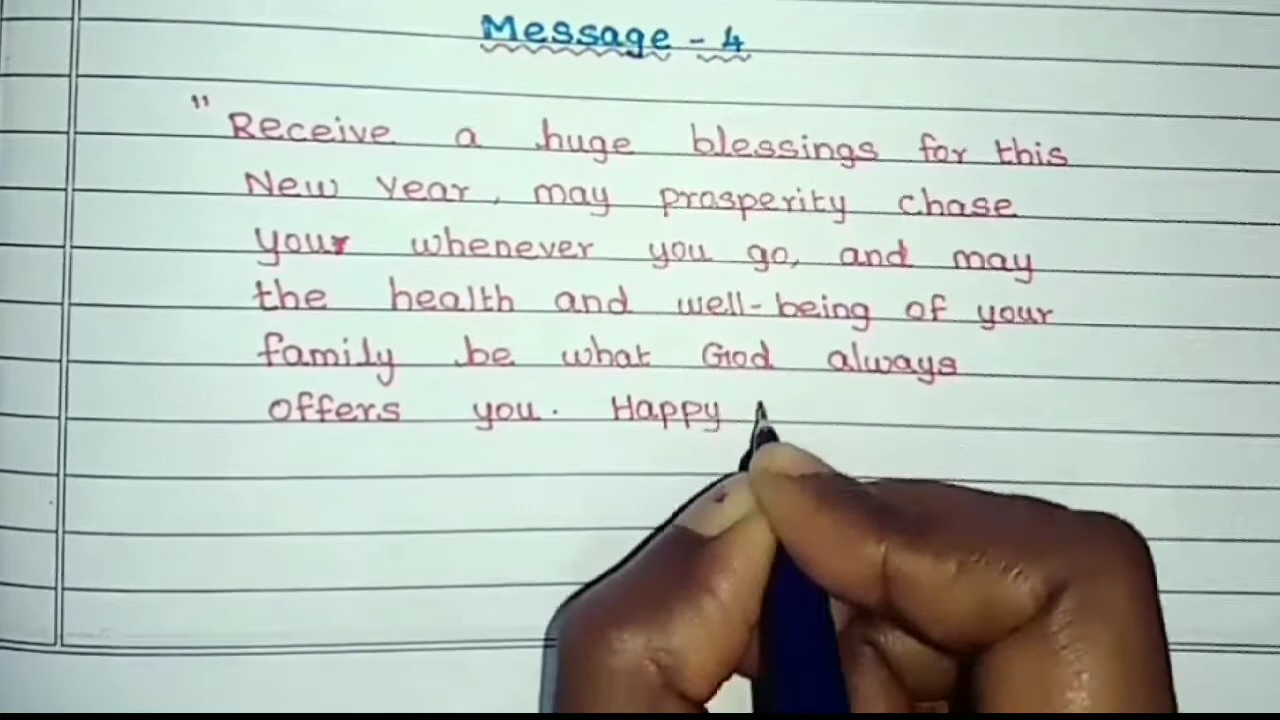 Message - 4
" Receive a huge blessings for this
New Year, may prosperity chase
your whenever you go, and may
the health and well-being of your
family be what God always
offers you. Happy